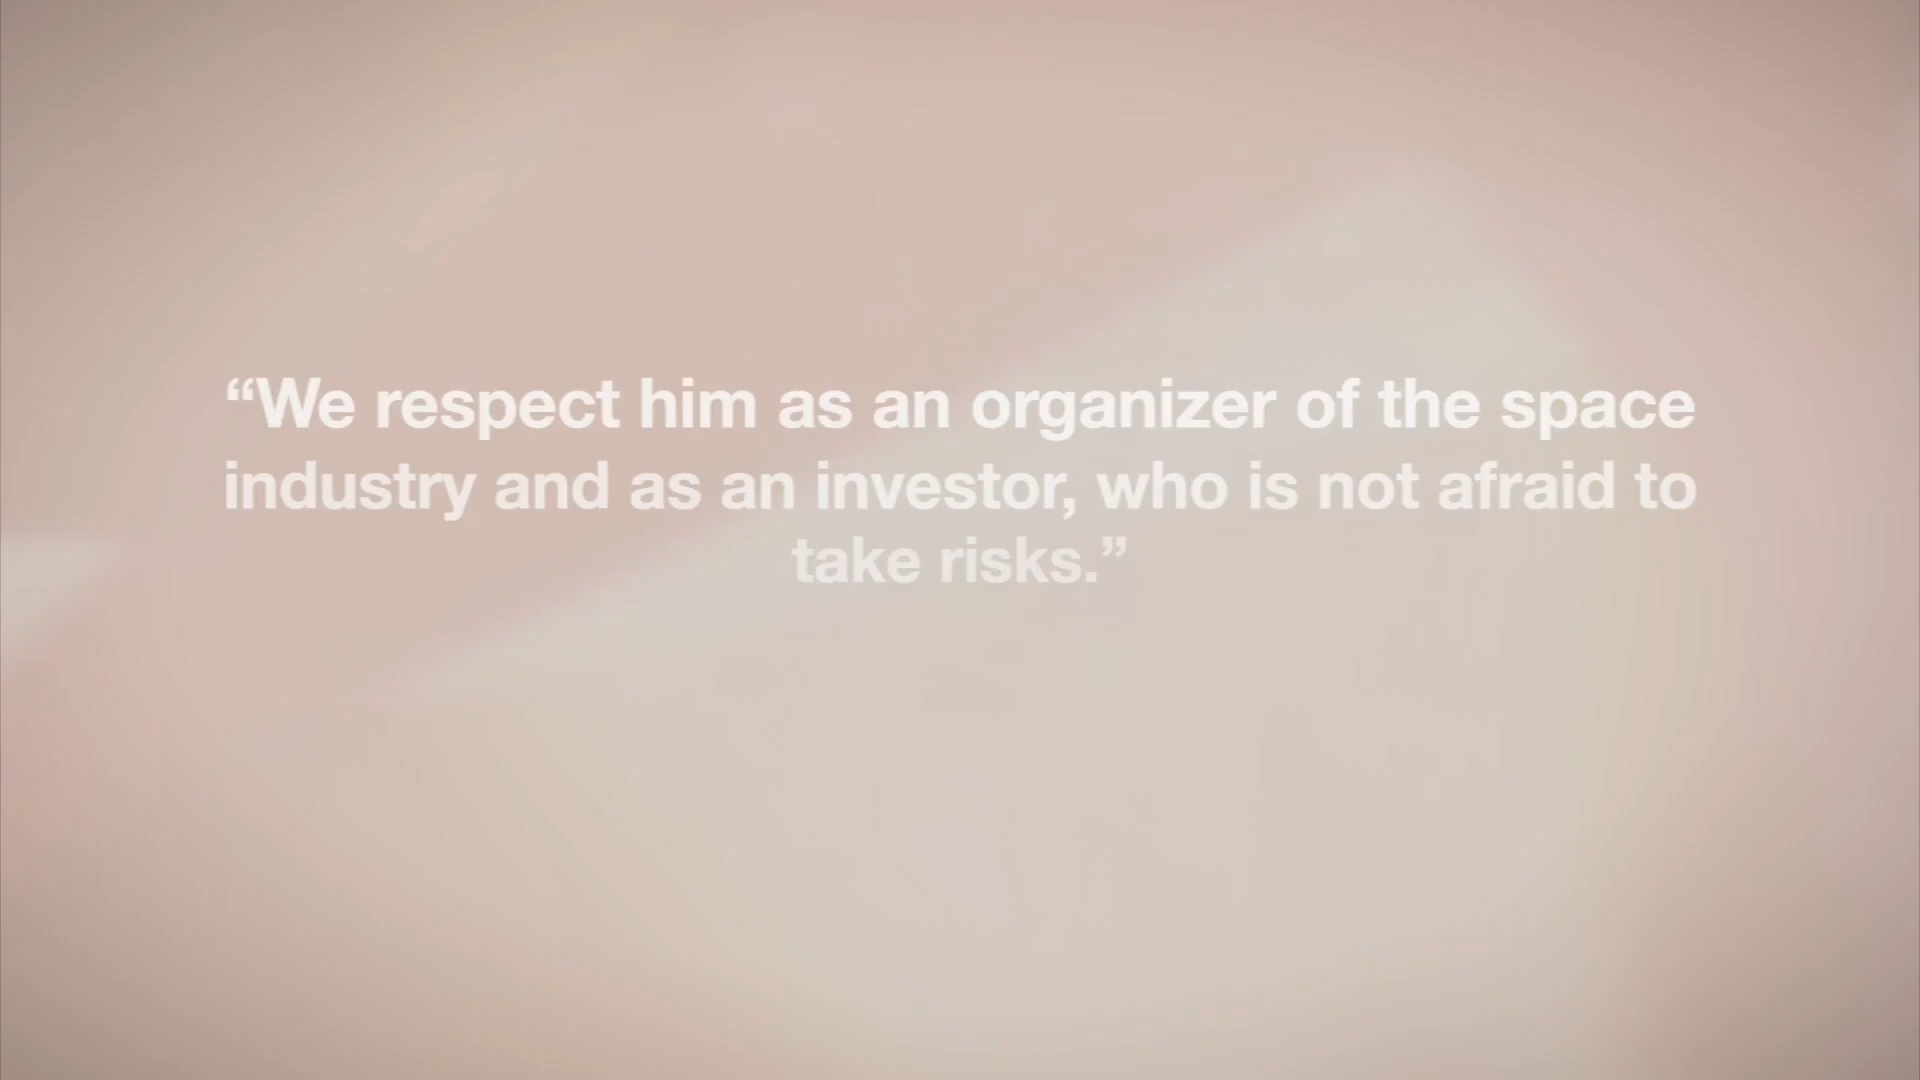 “We respect him as an organizer of the space
industry and as an investor, who is not afraid to
take risks.”